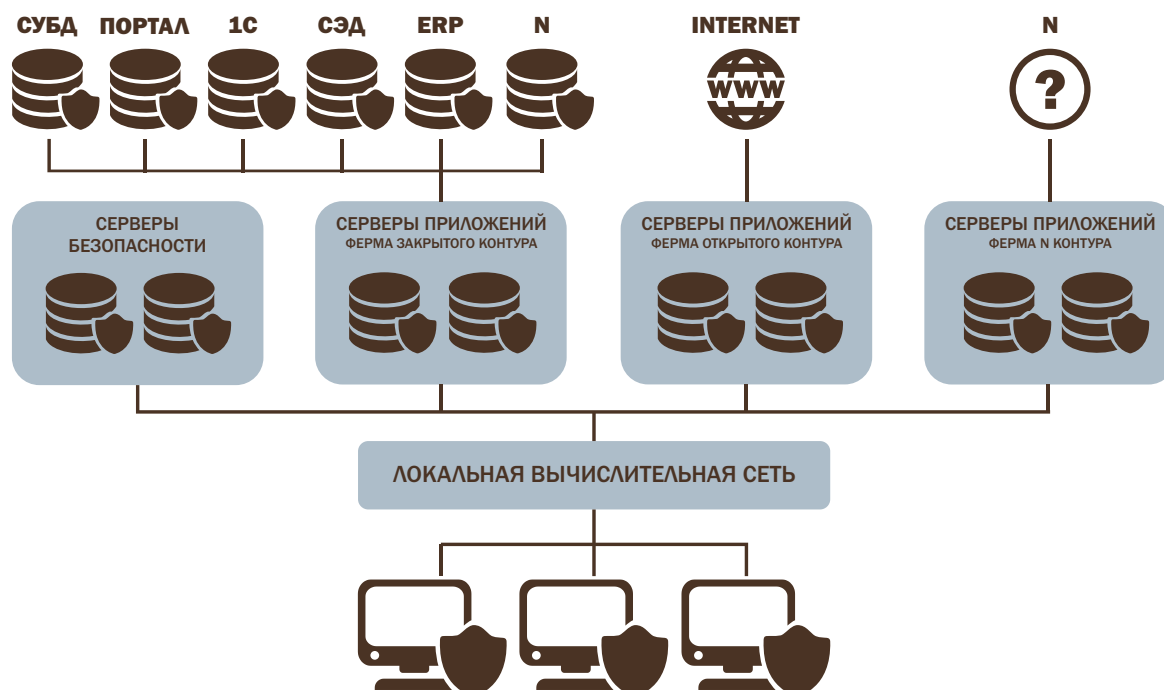 СУБД ПОРТАЛ 1С СЭД ERP N INTERNET N
WWW
?
СЕРВЕРЫ
БЕЗОПАСНОСТИ
СЕРВЕРЫ ПРИЛОЖЕНИЙ
ФЕРМА ЗАКРЫТОГО КОНТУРА
СЕРВЕРЫ ПРИЛОЖЕНИЙ
ФЕРМА ОТКРЫТОГО КОНТУРА
СЕРВЕРЫ ПРИЛОЖЕНИЙ
ФЕРМА N КОНТУРА
ЛОКАЛЬНАЯ ВЫЧИСЛИТЕЛЬНАЯ СЕТЬ